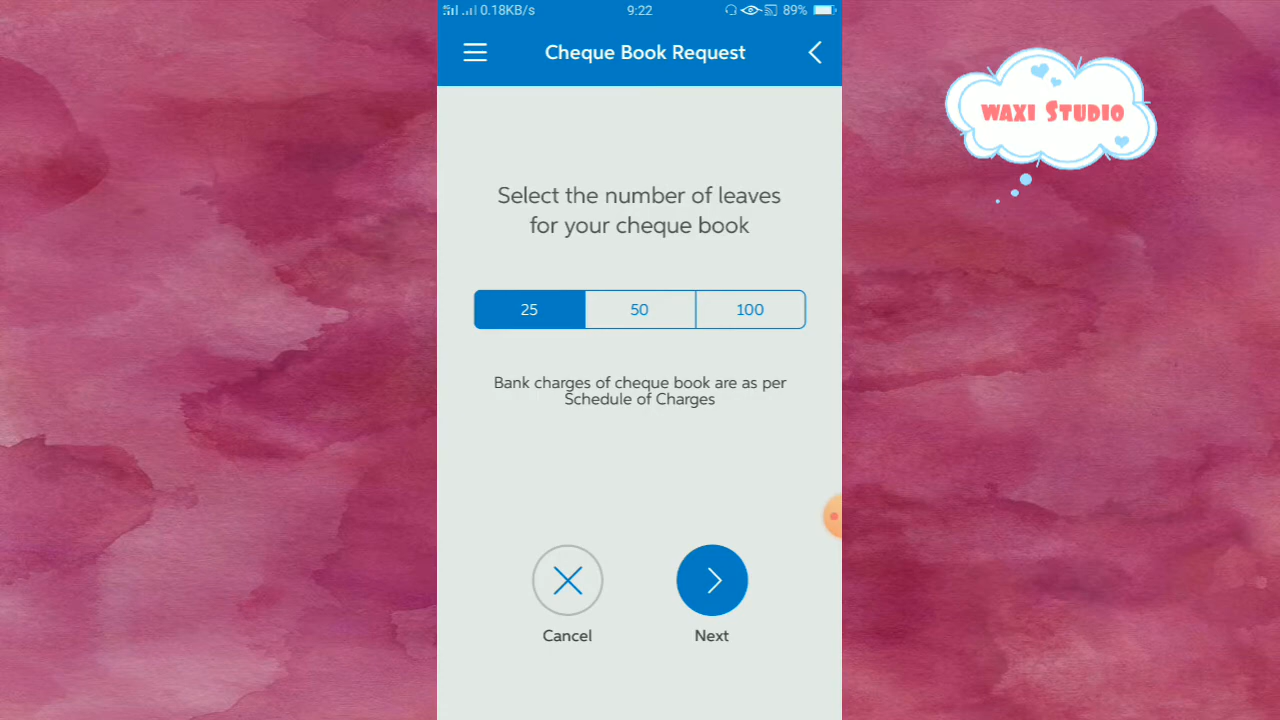 0.18KB/s
9:22
89%
Cheque Book Request
WAXI STUDIO
Select the number of leaves
for your cheque book
25
50
100
Bank charges of cheque book are as per
Schedule of Charges
Cancel
Next